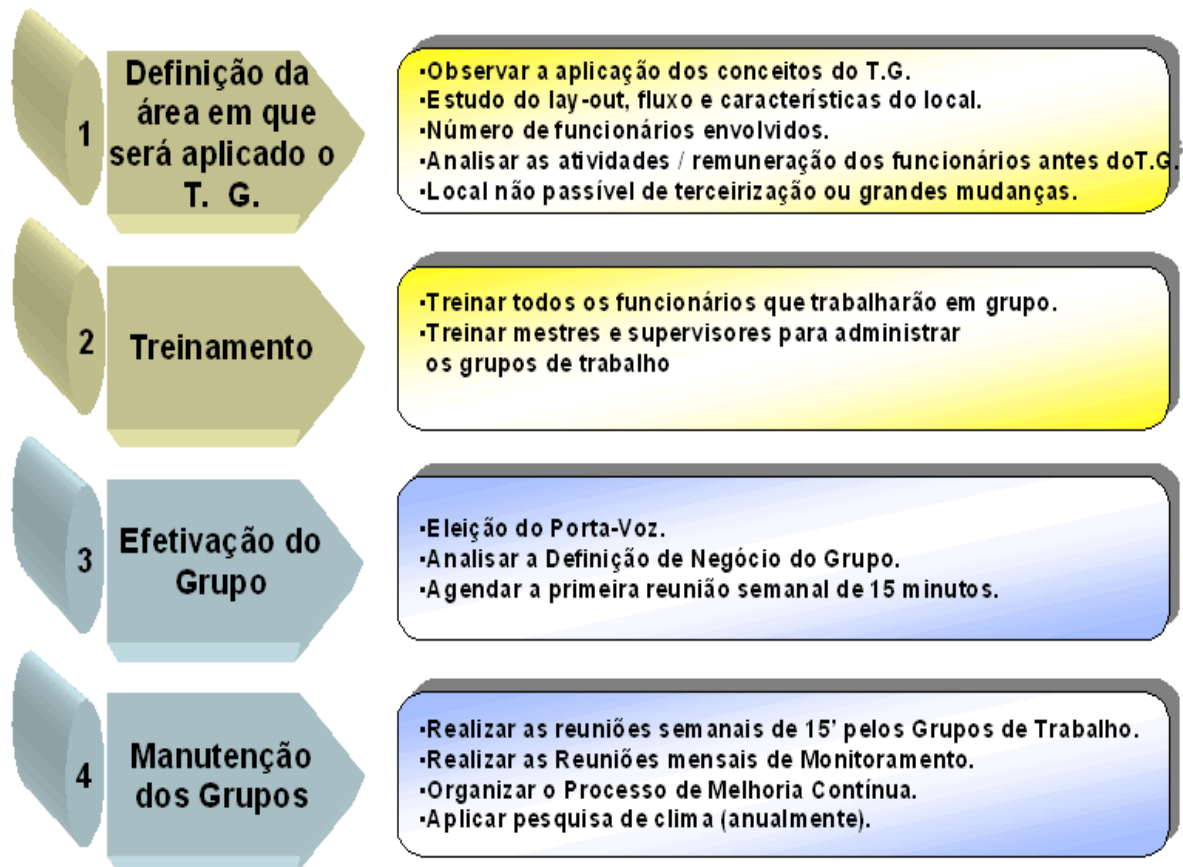 1
Definição da
área em que
será aplicado o
T. G.
•Observar a aplicação dos conceitos do T.G.
•Estudo do lay-out, fluxo e características do local.
•Número de funcionários envolvidos.
•Analisar as atividades / remuneração dos funcionários antes doT.G.
•Local não passível de terceirização ou grandes mudanças.
2
Treinamento
•Treinar todos os funcionários que trabalharão em grupo.
•Treinar mestres e supervisores para administrar
os grupos de trabalho
3
Efetivação do
Grupo
•Eleição do Porta-Voz.
•Analisar a Definição de Negócio do Grupo.
•Agendar a primeira reunião semanal de 15 minutos.
4
Manutenção
dos Grupos
•Realizar as reuniões semanais de 15' pelos Grupos de Trabalho.
•Realizar as Reuniões mensais de Monitoramento.
•Organizar o Processo de Melhoria Contínua.
•Aplicar pesquisa de clima (anualmente).